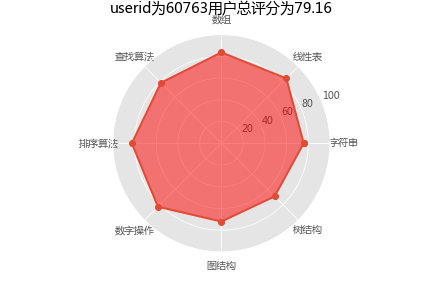 userid为60763用户总评分为79.16
数组
查找算法
线性表
100
80
60
40
20
排序算法
字符串
数字操作
树结构
图结构